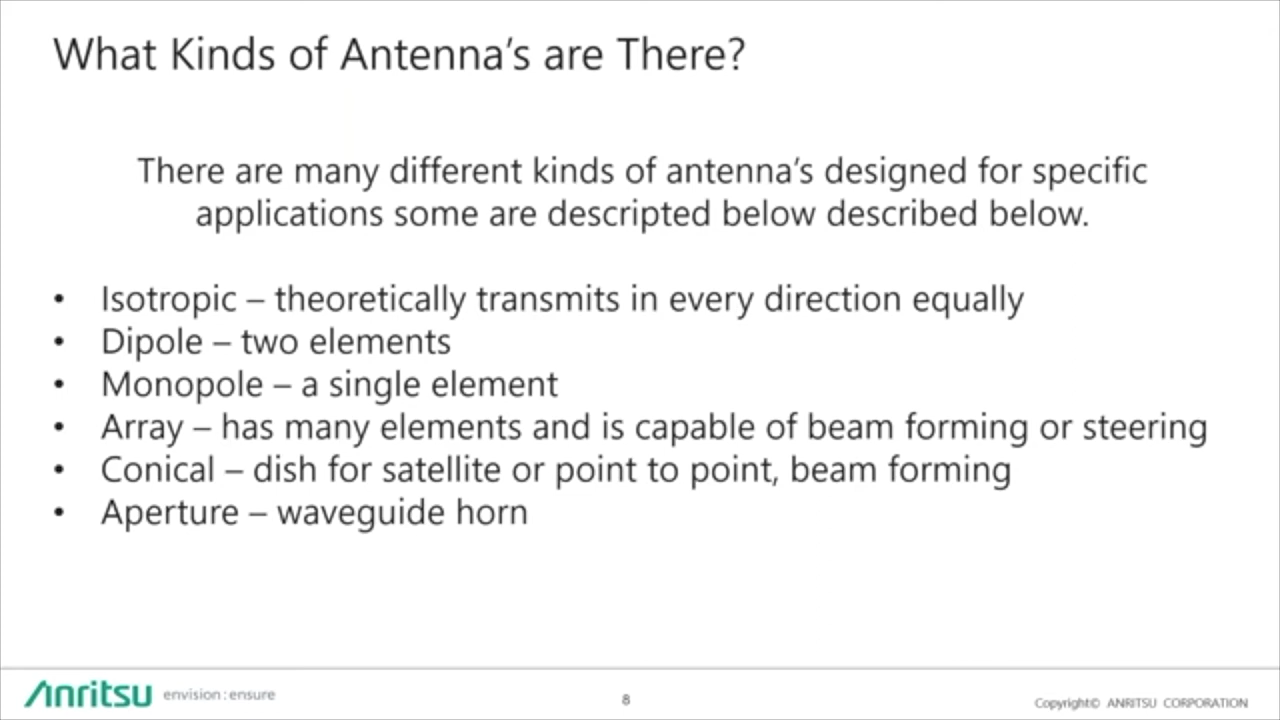 What Kinds of Antenna's are There?
There are many different kinds of antenna's designed for specific
applications some are descripted below described below.
• Isotropic – theoretically transmits in every direction equally
• Dipole – two elements
• Monopole – a single element
• Array – has many elements and is capable of beam forming or steering
• Conical – dish for satellite or point to point, beam forming
• Aperture – waveguide horn
Anritsu envision : ensure
8
Copyright© ANRITSU CORPORATION